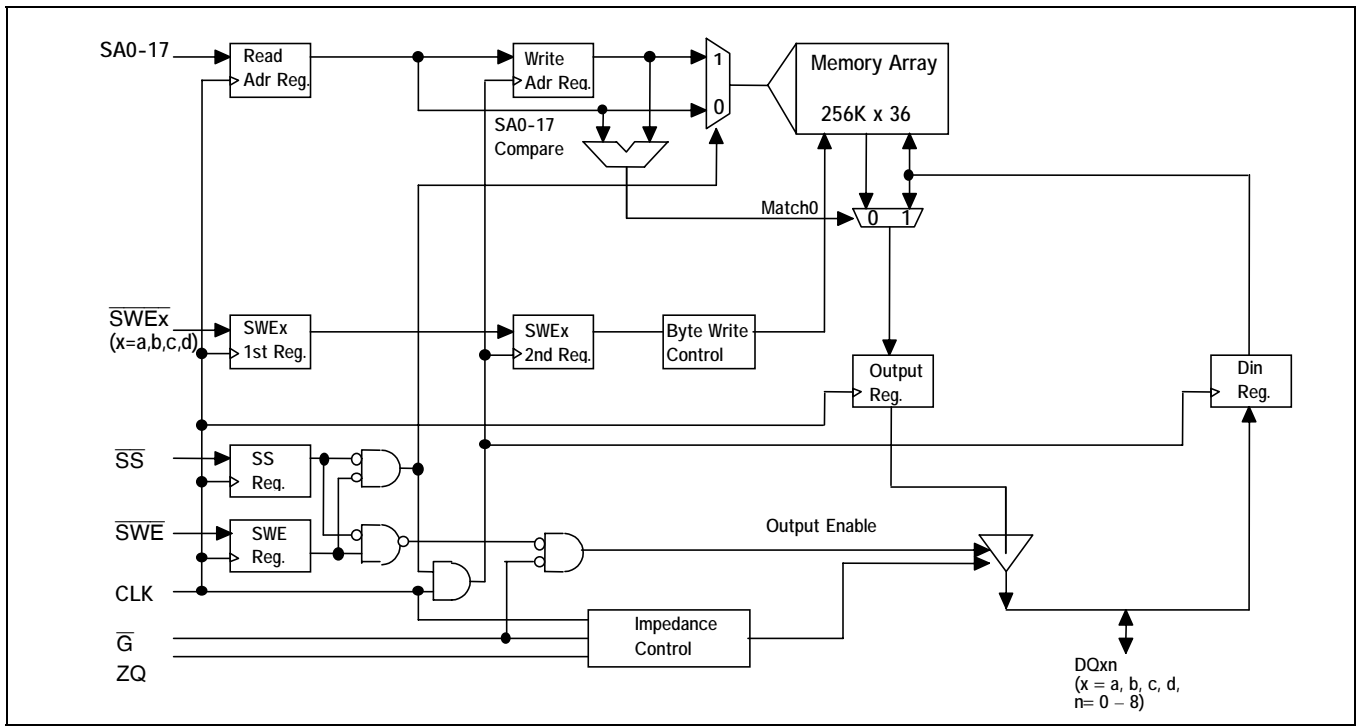 SA0-17
Read
Adr Reg.
Write
Adr Reg.
1
0
Memory Array
256K x 36
SA0-17
Compare
Match0
0 1
SWEx
(x=a,b,c,d)
SWEx
1st Reg.
SWEx
2nd Reg.
Byte Write
Control
Output
Reg.
Din
Reg.
SS
SS
Reg.
SWE
SWE
Reg.
Output Enable
CLK
G
ZQ
Impedance
Control
DQxn
(x = a, b, c, d,
n= 0 – 8)